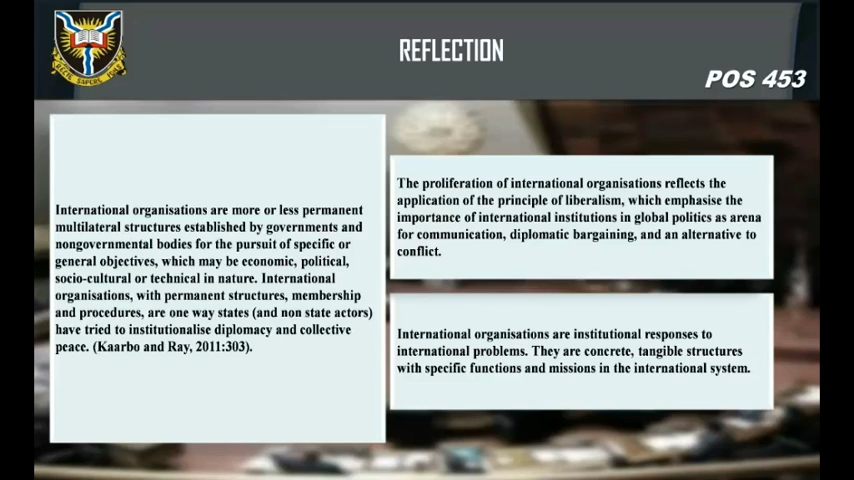 REFLECTION
POS 453
International organisations are more or less permanent
multilateral structures established by governments and
nongovernmental bodies for the pursuit of specific or
general objectives, which may be economic, political,
socio-cultural or technical in nature. International
organisations, with permanent structures, membership
and procedures, are one way states (and non state actors)
have tried to institutionalise diplomacy and collective
peace. (Kaarbo and Ray, 2011:303).
The proliferation of international organisations reflects the
application of the principle of liberalism, which emphasise the
importance of international institutions in global politics as arena
for communication, diplomatic bargaining, and an alternative to
conflict.
International organisations are institutional responses to
international problems. They are concrete, tangible structures
with specific functions and missions in the international system.